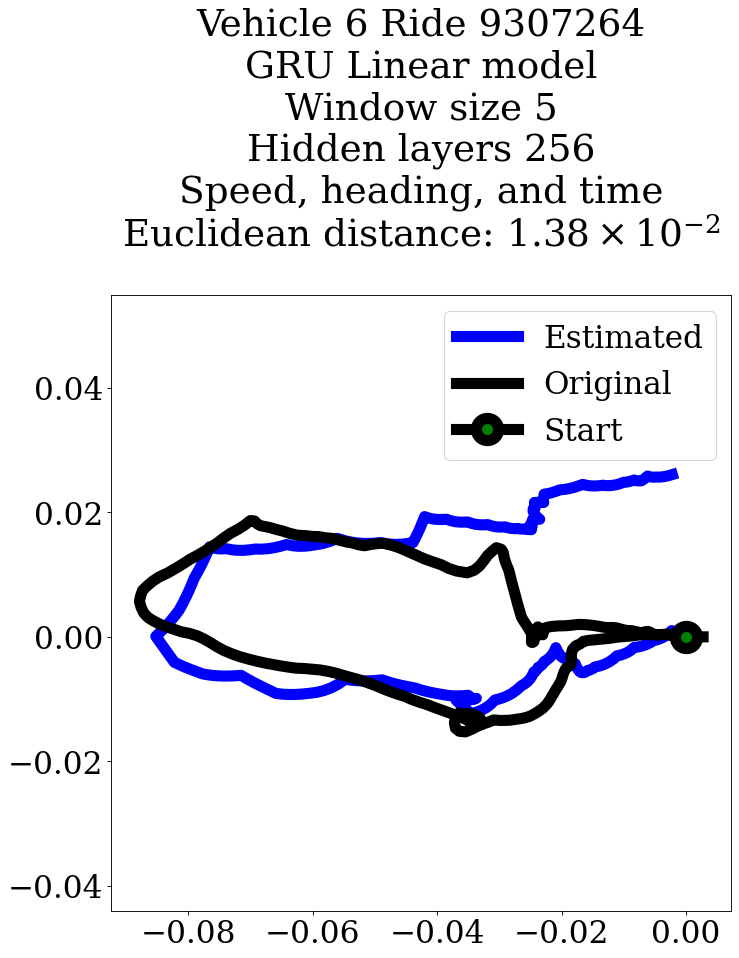 Vehicle 6 Ride 9307264
GRU Linear model
Window size 5
Hidden layers 256
Speed, heading, and time
Euclidean distance: 1.38 × 10⁻²
Estimated
Original
Start
0.04
0.02
0.00
−0.02
−0.04
−0.08 −0.06 −0.04 −0.02 0.00